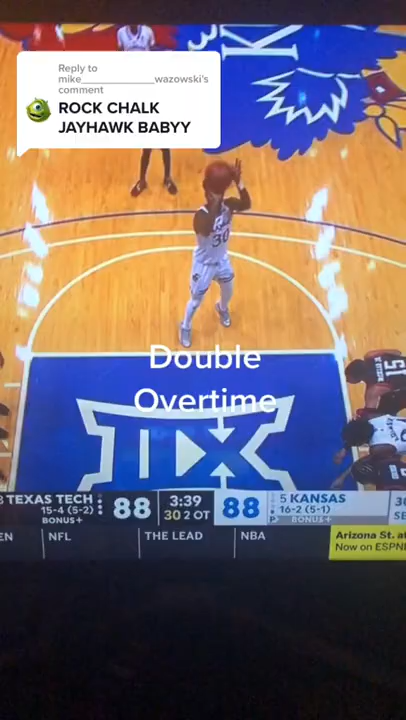 Reply to
mike____________wazowski's
comment
ROCK CHALK
JAYHAWK BABYY
K
30
Double
Overtime
15
XII
TEXAS TECH
15-4 (5-2)
BONUS+
88
3:39
30 2 OT
88
5 KANSAS
16-2 (5-1)
BONUS+
NFL
THE LEAD
NBA
Arizona St. at
Now on ESPN